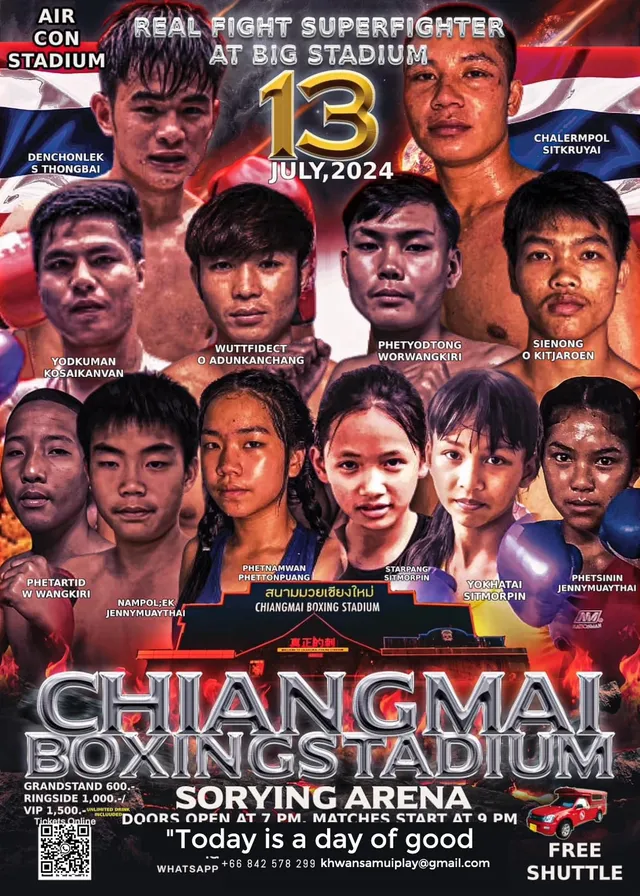 AIR
CON
STADIUM
REAL FIGHT SUPERFIGHTER
AT BIG STADIUM
13
JULY,2024
DENCHONLEK
S THONGBAI
CHALERMPOL
SITKRUYAI
YODKUMAN
KOSAIKANVAN
WUTTFIDECT
O ADUNKANCHANG
PHETYODTONG
WORWANGKIRI
SIENONG
O KITJAROEN
PHETARTID
W WANGKIRI
NAMPOL;EK
JENNYMUAYTHAI
PHETNAMWAN
PHETTONPUANG
STARPANG
SITMORPIN
YOKHATAI
SITMORPIN
PHETSININ
JENNYMUAYTHAI
สนามมวยเชียงใหม่
CHIANGMAI BOXING STADIUM
CHIANGMAI
BOXINGSTADIUM
GRANDSTAND 600.-
RINGSIDE 1,000.-/
VIP 1,500.-
UNLIMITED DRINK
Tickets Online
SORYING ARENA
DOORS OPEN AT 7 PM. MATCHES START AT 9 PM
"Today is a day of good
WHATSAPP +66 842 578 299 khwansamuiplay@gmail.com
FREE
SHUTTLE